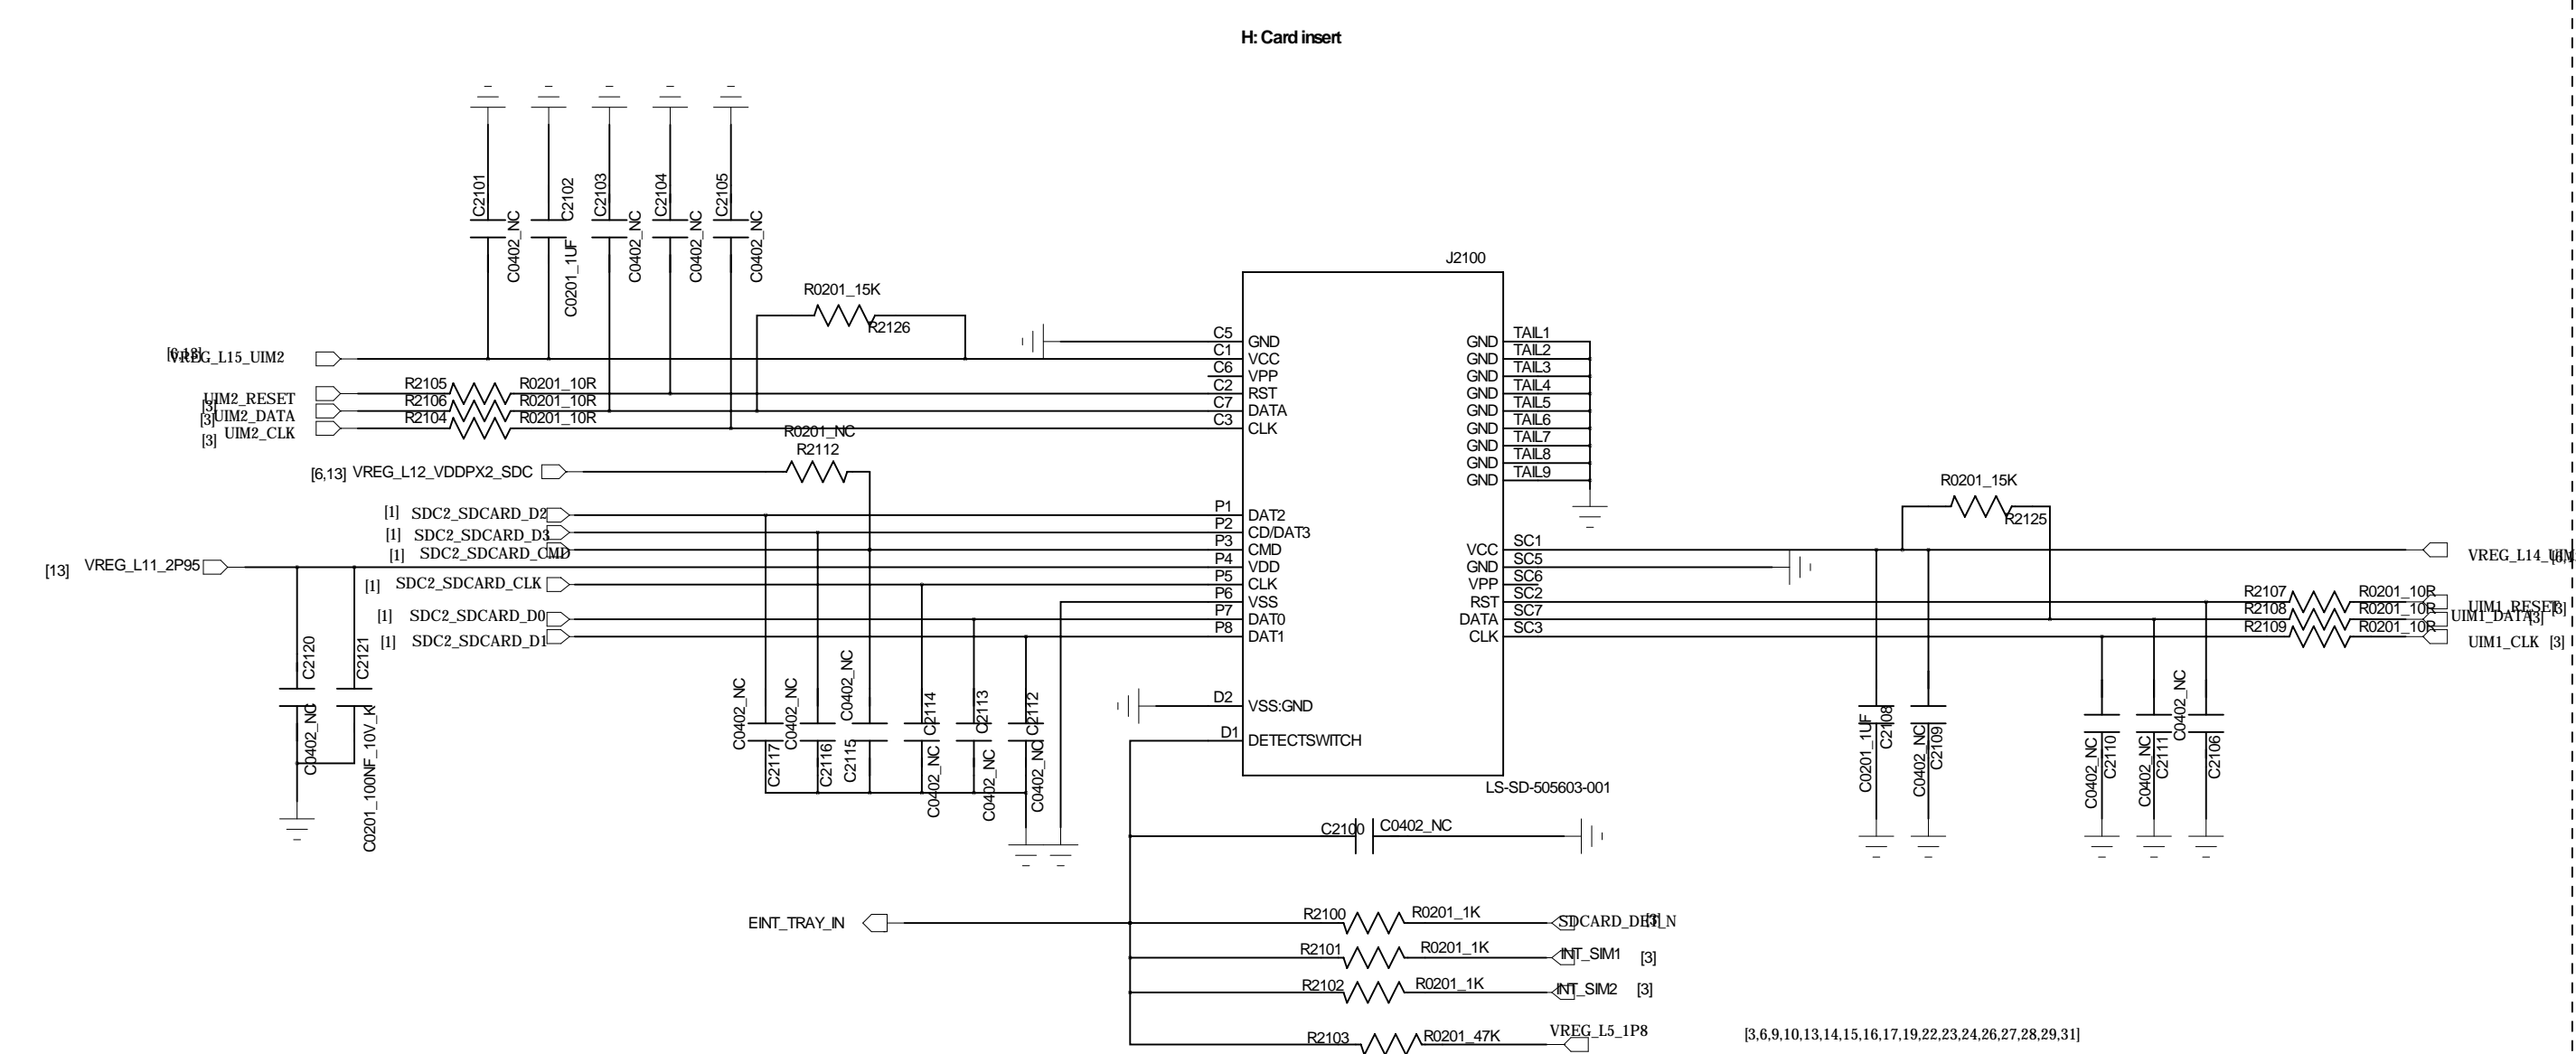 H: Card insert
C2101
C0402_NC
C2102
C0201_1UF
C2103
C0402_NC
C2104
C0402_NC
C2105
C0402_NC
R0201_15K
R2126
J2100
VREG_L15_UIM2
R2105 R0201_10R
UIM2_RESET
[3]
R2106 R0201_10R
UIM2_DATA
[3]
R2104 R0201_10R
UIM2_CLK
[3]
R0201_NC
R2112
[6,13] VREG_L12_VDDPX2_SDC
[1] SDC2_SDCARD_D2
[1] SDC2_SDCARD_D3
[1] SDC2_SDCARD_CMD
[13] VREG_L11_2P95
[1] SDC2_SDCARD_CLK
[1] SDC2_SDCARD_D0
[1] SDC2_SDCARD_D1
C5 GND
C1 VCC
C6 VPP
C2 RST
C7 DATA
C3 CLK
P1 DAT2
P2 CD/DAT3
P3 CMD
P4 VDD
P5 CLK
P6 VSS
P7 DAT0
P8 DAT1
D2 VSS:GND
D1 DETECTSWITCH
GND TAIL1
GND TAIL2
GND TAIL3
GND TAIL4
GND TAIL5
GND TAIL6
GND TAIL7
GND TAIL8
GND TAIL9
VCC SC1
GND SC5
VPP SC6
RST SC2
DATA SC7
CLK SC3
LS-SD-505603-001
R0201_15K
R2125
R2107 R0201_10R
UIM1_RESET [3]
R2108 R0201_10R
UIM1_DATA [3]
R2109 R0201_10R
UIM1_CLK [3]
C2120
C0402_NC
C2121
C0201_100NF_10V_K
C0402_NC
C2117
C0402_NC
C2116
C0402_NC
C2115
C2114
C0402_NC
C2113
C0402_NC
C2112
C0402_NC
C0201_1UF
C2108
C0402_NC
C2109
C0402_NC
C2110
C0402_NC
C2111
C0402_NC
C2106
C2100 C0402_NC
EINT_TRAY_IN
R2100 R0201_1K SDCARD_DET_N [3]
R2101 R0201_1K INT_SIM1 [3]
R2102 R0201_1K INT_SIM2 [3]
R2103 R0201_47K VREG_L5_1P8 [3,6,9,10,13,14,15,16,17,19,22,23,24,26,27,28,29,31]